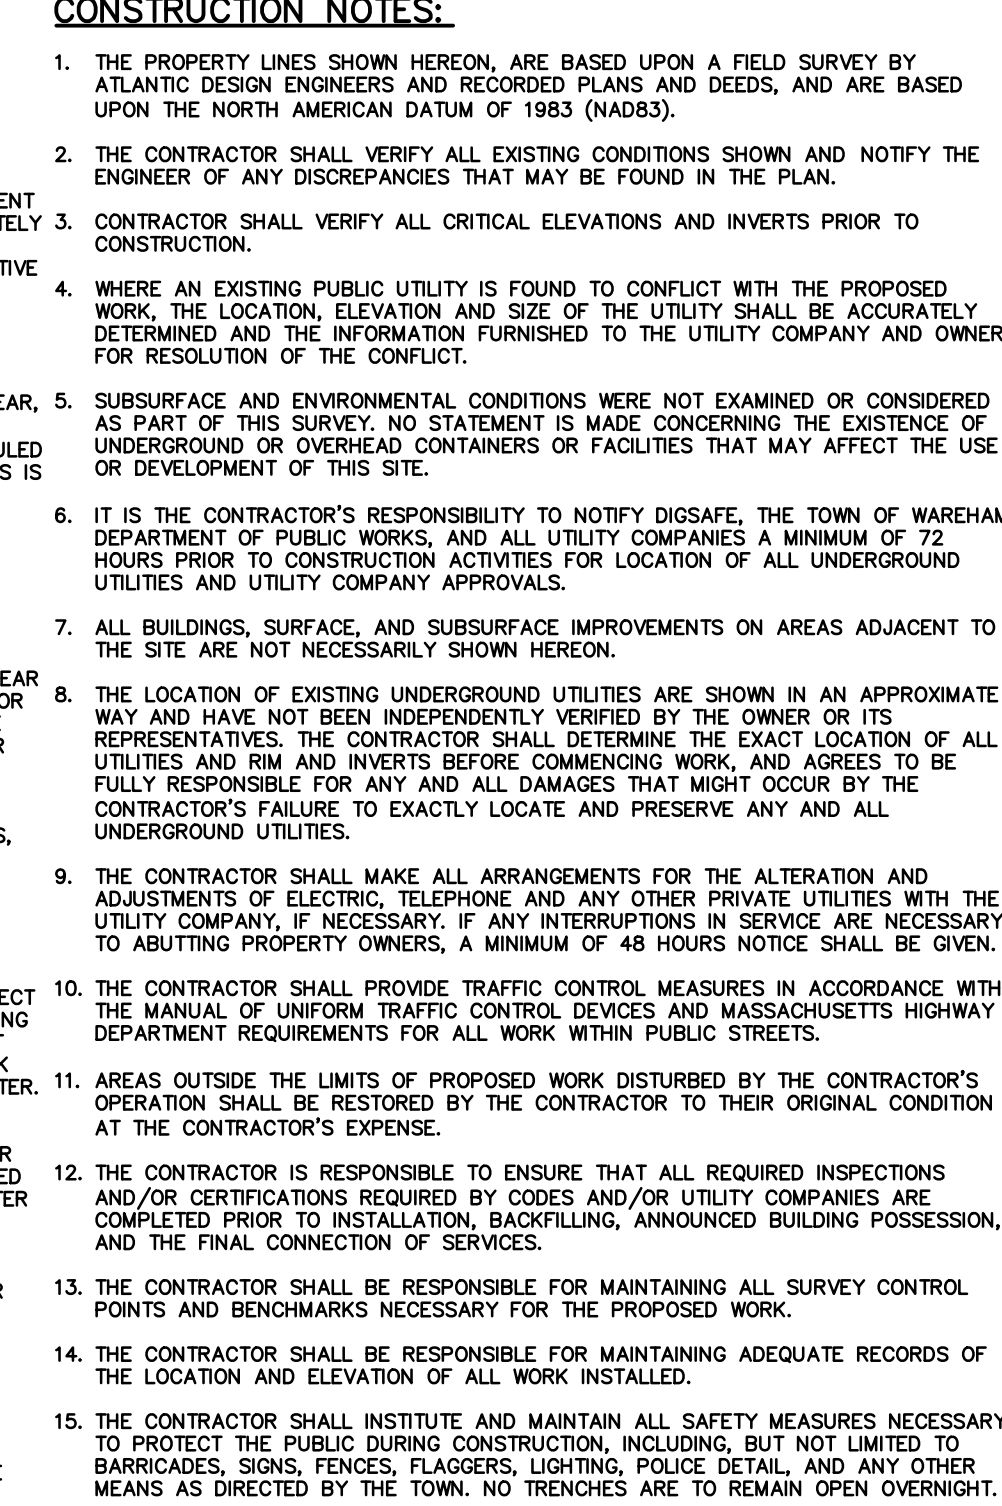 CONSTRUCTION NOTES:
1. THE PROPERTY LINES SHOWN HEREON, ARE BASED UPON A FIELD SURVEY BY
ATLANTIC DESIGN ENGINEERS AND RECORDED PLANS AND DEEDS, AND ARE BASED
UPON THE NORTH AMERICAN DATUM OF 1983 (NAD83).
2. THE CONTRACTOR SHALL VERIFY ALL EXISTING CONDITIONS SHOWN AND NOTIFY THE
ENGINEER OF ANY DISCREPANCIES THAT MAY BE FOUND IN THE PLAN.
3. CONTRACTOR SHALL VERIFY ALL CRITICAL ELEVATIONS AND INVERTS PRIOR TO
CONSTRUCTION.
4. WHERE AN EXISTING PUBLIC UTILITY IS FOUND TO CONFLICT WITH THE PROPOSED
WORK, THE LOCATION, ELEVATION AND SIZE OF THE UTILITY SHALL BE ACCURATELY
DETERMINED AND THE INFORMATION FURNISHED TO THE UTILITY COMPANY AND OWNER
FOR RESOLUTION OF THE CONFLICT.
5. SUBSURFACE AND ENVIRONMENTAL CONDITIONS WERE NOT EXAMINED OR CONSIDERED
AS PART OF THIS SURVEY. NO STATEMENT IS MADE CONCERNING THE EXISTENCE OF
UNDERGROUND OR OVERHEAD CONTAINERS OR FACILITIES THAT MAY AFFECT THE USE
OR DEVELOPMENT OF THIS SITE.
6. IT IS THE CONTRACTOR'S RESPONSIBILITY TO NOTIFY DIGSAFE, THE TOWN OF WAREHAM
DEPARTMENT OF PUBLIC WORKS, AND ALL UTILITY COMPANIES A MINIMUM OF 72
HOURS PRIOR TO CONSTRUCTION ACTIVITIES FOR LOCATION OF ALL UNDERGROUND
UTILITIES AND UTILITY COMPANY APPROVALS.
7. ALL BUILDINGS, SURFACE, AND SUBSURFACE IMPROVEMENTS ON AREAS ADJACENT TO
THE SITE ARE NOT NECESSARILY SHOWN HEREON.
8. THE LOCATION OF EXISTING UNDERGROUND UTILITIES ARE SHOWN IN AN APPROXIMATE
WAY AND HAVE NOT BEEN INDEPENDENTLY VERIFIED BY THE OWNER OR ITS
REPRESENTATIVES. THE CONTRACTOR SHALL DETERMINE THE EXACT LOCATION OF ALL
UTILITIES AND RIM AND INVERTS BEFORE COMMENCING WORK, AND AGREES TO BE
FULLY RESPONSIBLE FOR ANY AND ALL DAMAGES THAT MIGHT OCCUR BY THE
CONTRACTOR'S FAILURE TO EXACTLY LOCATE AND PRESERVE ANY AND ALL
UNDERGROUND UTILITIES.
9. THE CONTRACTOR SHALL MAKE ALL ARRANGEMENTS FOR THE ALTERATION AND
ADJUSTMENTS OF ELECTRIC, TELEPHONE AND ANY OTHER PRIVATE UTILITIES WITH THE
UTILITY COMPANY, IF NECESSARY. IF ANY INTERRUPTIONS IN SERVICE ARE NECESSARY
TO ABUTTING PROPERTY OWNERS, A MINIMUM OF 48 HOURS NOTICE SHALL BE GIVEN.
10. THE CONTRACTOR SHALL PROVIDE TRAFFIC CONTROL MEASURES IN ACCORDANCE WITH
THE MANUAL OF UNIFORM TRAFFIC CONTROL DEVICES AND MASSACHUSETTS HIGHWAY
DEPARTMENT REQUIREMENTS FOR ALL WORK WITHIN PUBLIC STREETS.
11. AREAS OUTSIDE THE LIMITS OF PROPOSED WORK DISTURBED BY THE CONTRACTOR'S
OPERATION SHALL BE RESTORED BY THE CONTRACTOR TO THEIR ORIGINAL CONDITION
AT THE CONTRACTOR'S EXPENSE.
12. THE CONTRACTOR IS RESPONSIBLE TO ENSURE THAT ALL REQUIRED INSPECTIONS
AND/OR CERTIFICATIONS REQUIRED BY CODES AND/OR UTILITY COMPANIES ARE
COMPLETED PRIOR TO INSTALLATION, BACKFILLING, ANNOUNCED BUILDING POSSESSION,
AND THE FINAL CONNECTION OF SERVICES.
13. THE CONTRACTOR SHALL BE RESPONSIBLE FOR MAINTAINING ALL SURVEY CONTROL
POINTS AND BENCHMARKS NECESSARY FOR THE PROPOSED WORK.
14. THE CONTRACTOR SHALL BE RESPONSIBLE FOR MAINTAINING ADEQUATE RECORDS OF
THE LOCATION AND ELEVATION OF ALL WORK INSTALLED.
15. THE CONTRACTOR SHALL INSTITUTE AND MAINTAIN ALL SAFETY MEASURES NECESSARY
TO PROTECT THE PUBLIC DURING CONSTRUCTION, INCLUDING, BUT NOT LIMITED TO
BARRICADES, SIGNS, FENCES, FLAGGERS, LIGHTING, POLICE DETAIL, AND ANY OTHER
MEANS AS DIRECTED BY THE TOWN. NO TRENCHES ARE TO REMAIN OPEN OVERNIGHT.